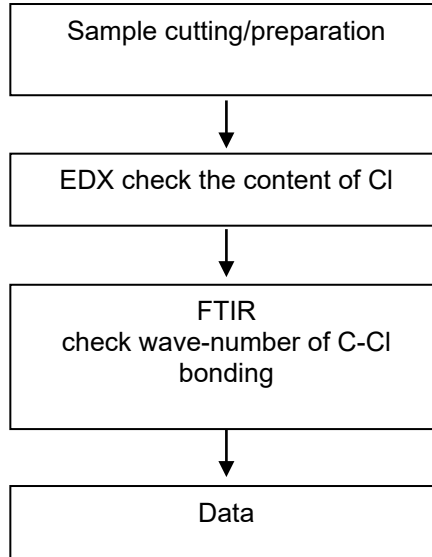 Sample cutting/preparation
EDX check the content of Cl
FTIR
check wave-number of C-Cl
bonding
Data